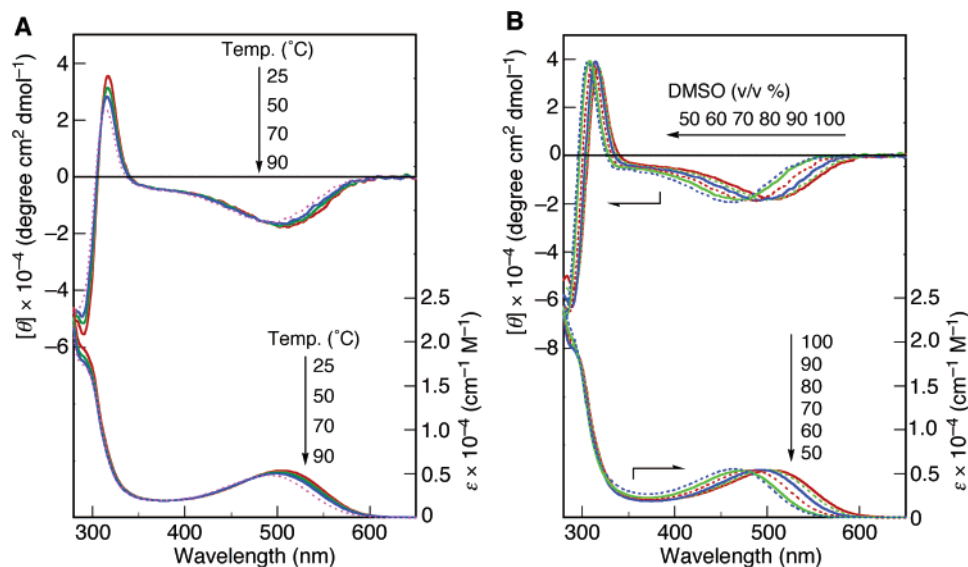 A
[θ] × 10⁻⁴ (degree cm² dmol⁻¹)
4
2
0
−2
−4
−6
Temp. (˚C)
25
50
70
90
2.5
2.0
1.5
1.0
0.5
0
ε × 10⁻⁴ (cm⁻¹ M⁻¹)
Temp. (˚C)
25
50
70
90
300 400 500 600
Wavelength (nm)
B
[θ] × 10⁻⁴ (degree cm² dmol⁻¹)
4
2
0
−2
−4
−6
−8
DMSO (v/v %)
50 60 70 80 90 100
2.5
2.0
1.5
1.0
0.5
0
ε × 10⁻⁴ (cm⁻¹ M⁻¹)
100
90
80
70
60
50
300 400 500 600
Wavelength (nm)